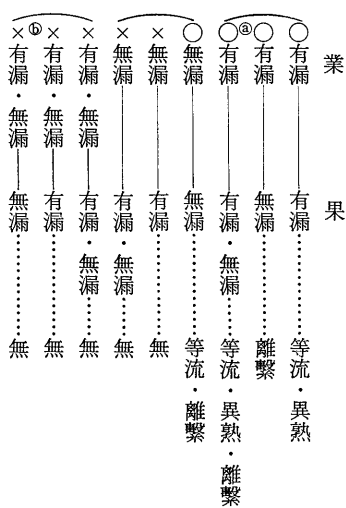 業　果
○有漏――有漏……等流・異熟
ⓐ
○有漏――無漏……離繫
○有漏――有漏・無漏……等流・異熟・離繫
○無漏――無漏……等流・離繫
×無漏――有漏……無
×無漏――有漏・無漏……無
×有漏・無漏――有漏・無漏……無
×有漏・無漏――有漏……無
ⓑ
×有漏・無漏――無漏……無